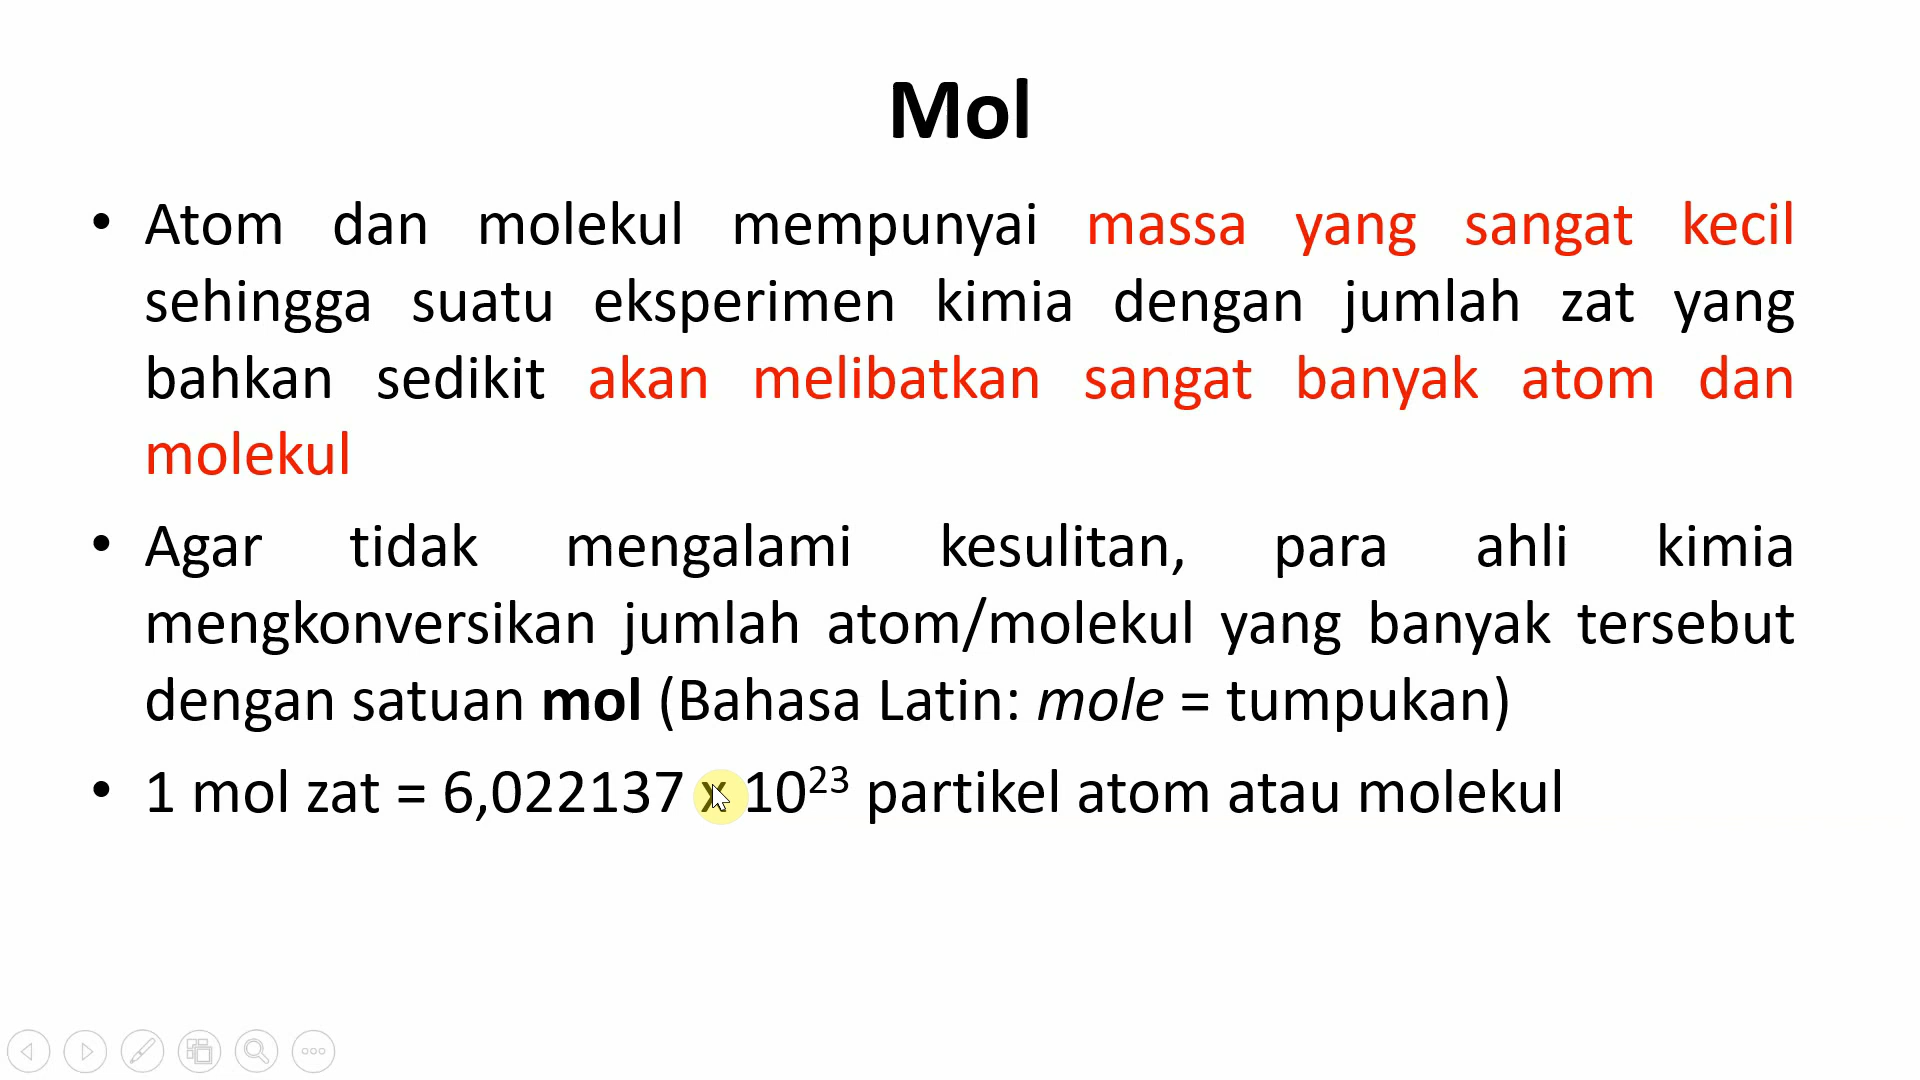 Mol
• Atom dan molekul mempunyai massa yang sangat kecil
sehingga suatu eksperimen kimia dengan jumlah zat yang
bahkan sedikit akan melibatkan sangat banyak atom dan
molekul
• Agar tidak mengalami kesulitan, para ahli kimia
mengkonversikan jumlah atom/molekul yang banyak tersebut
dengan satuan mol (Bahasa Latin: mole = tumpukan)
• 1 mol zat = 6,022137 x 10²³ partikel atom atau molekul